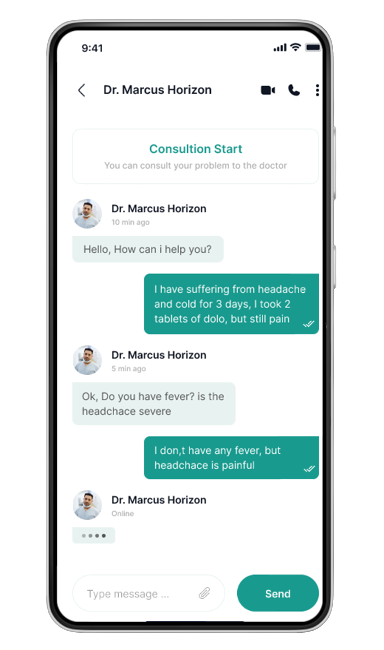 9:41
Dr. Marcus Horizon
Consultion Start
You can consult your problem to the doctor
Dr. Marcus Horizon
10 min ago
Hello, How can i help you?
I have suffering from headache
and cold for 3 days, I took 2
tablets of dolo, but still pain
Dr. Marcus Horizon
5 min ago
Ok, Do you have fever? is the
headchace severe
I don,t have any fever, but
headchace is painful
Dr. Marcus Horizon
Online
Type message ...
Send